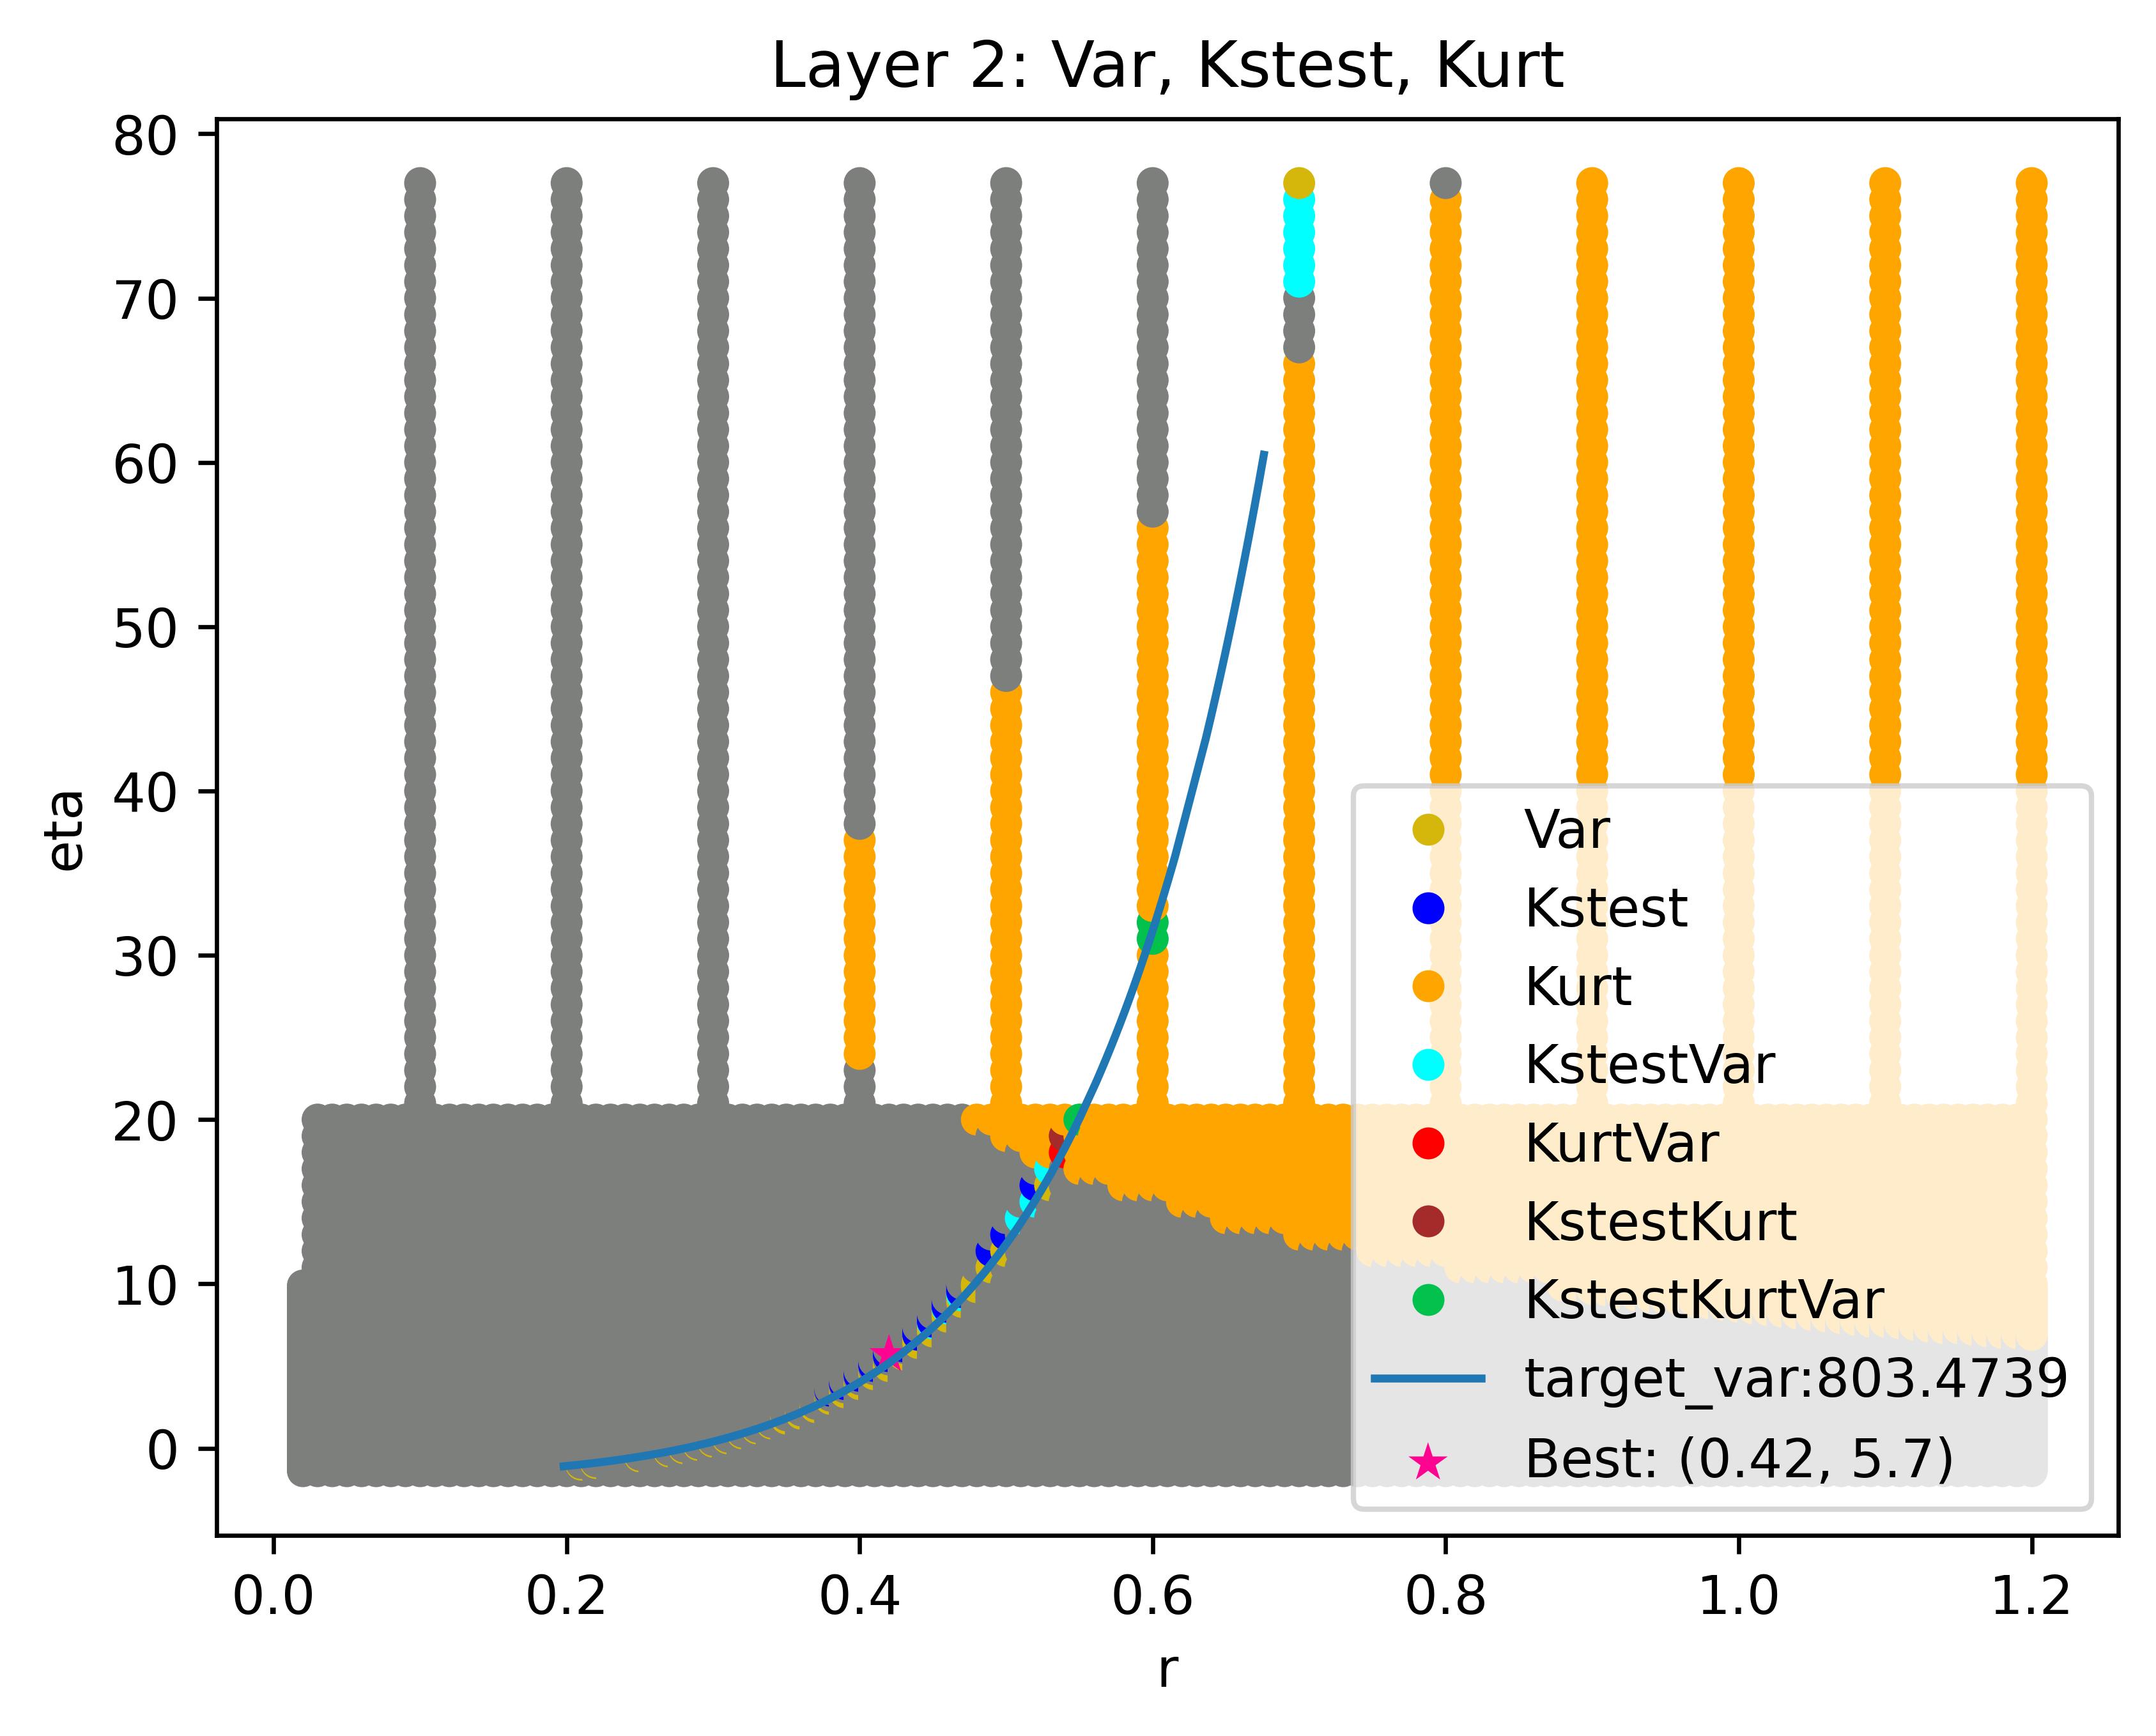 Layer 2: Var, Kstest, Kurt
80
70
60
50
40
30
20
10
0
eta
Var
Kstest
Kurt
KstestVar
KurtVar
KstestKurt
KstestKurtVar
target_var:803.4739
Best: (0.42, 5.7)
0.0 0.2 0.4 0.6 0.8 1.0 1.2
r